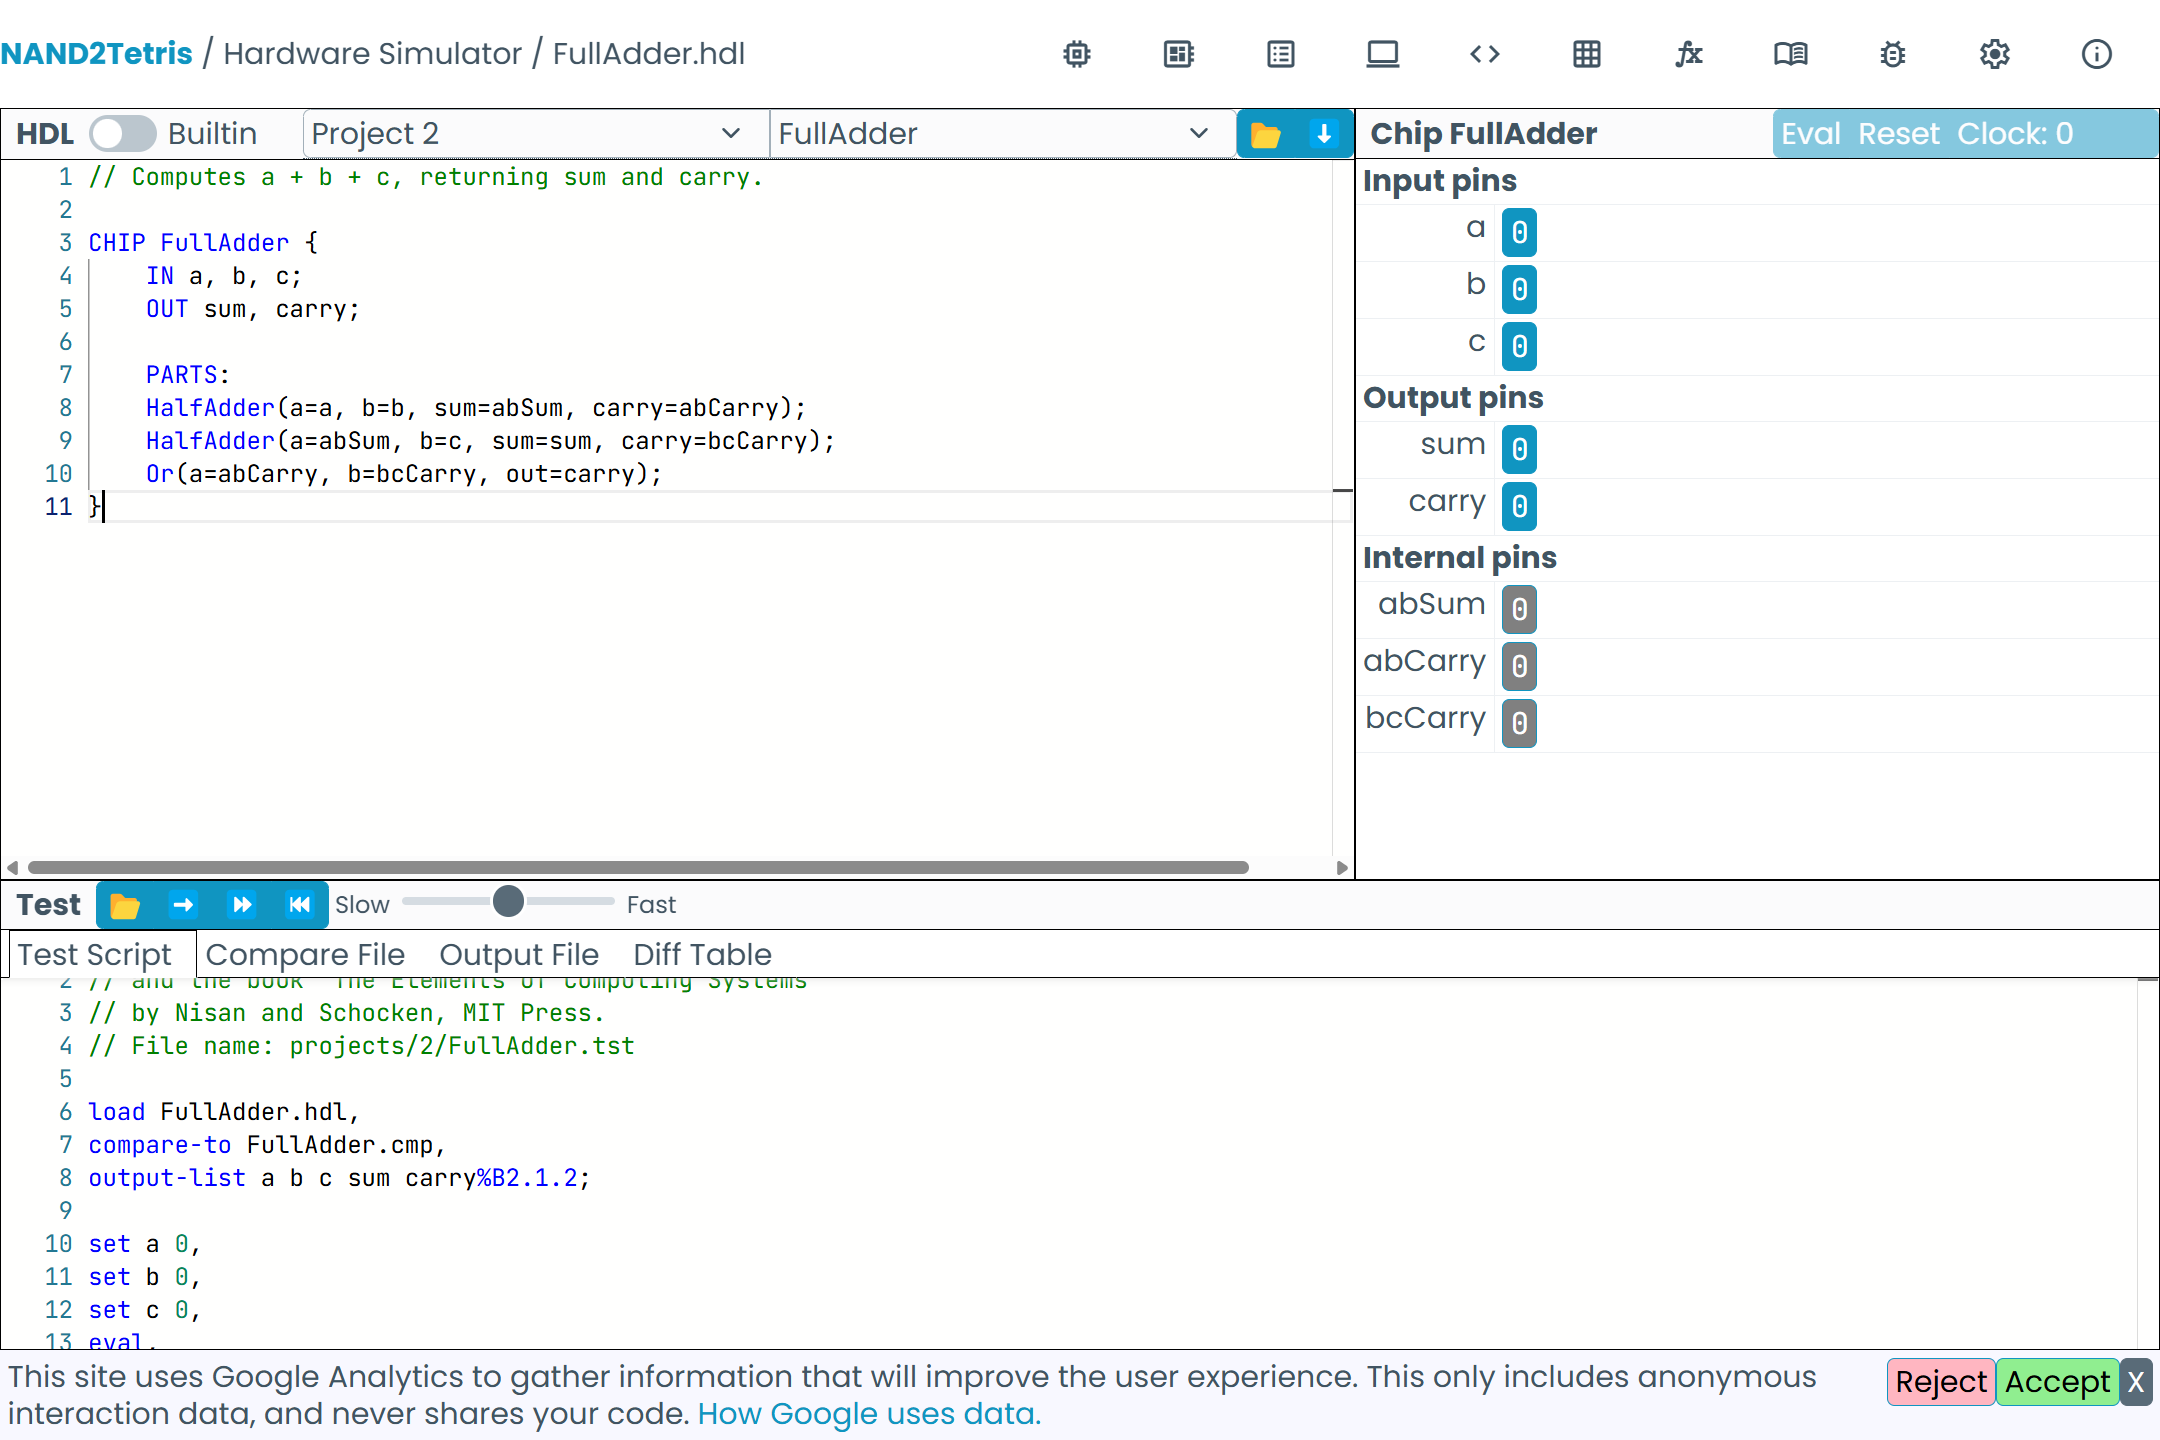 NAND2Tetris / Hardware Simulator / FullAdder.hdl
HDL Builtin Project 2 FullAdder
1 // Computes a + b + c, returning sum and carry.
2
3 CHIP FullAdder {
4 IN a, b, c;
5 OUT sum, carry;
6
7 PARTS:
8 HalfAdder(a=a, b=b, sum=abSum, carry=abCarry);
9 HalfAdder(a=abSum, b=c, sum=sum, carry=bcCarry);
10 Or(a=abCarry, b=bcCarry, out=carry);
11 }
Chip FullAdder Eval Reset Clock: 0
Input pins
a 0
b 0
c 0
Output pins
sum 0
carry 0
Internal pins
abSum 0
abCarry 0
bcCarry 0
Test Slow Fast
Test Script Compare File Output File Diff Table
2 // and the book "The Elements of Computing Systems"
3 // by Nisan and Schocken, MIT Press.
4 // File name: projects/2/FullAdder.tst
5
6 load FullAdder.hdl,
7 compare-to FullAdder.cmp,
8 output-list a b c sum carry%B2.1.2;
9
10 set a 0,
11 set b 0,
12 set c 0,
13 eval,
This site uses Google Analytics to gather information that will improve the user experience. This only includes anonymous
interaction data, and never shares your code. How Google uses data.
Reject Accept X